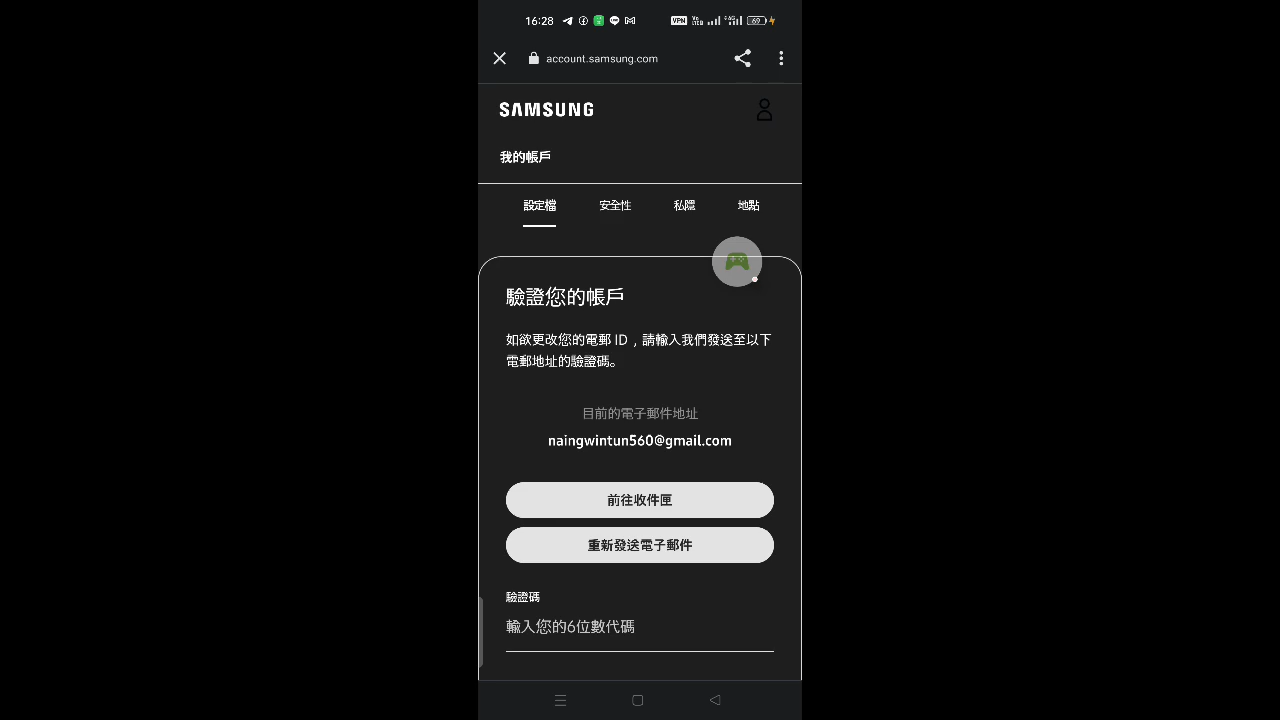 16:28 VPN 69
account.samsung.com
SAMSUNG
我的帳戶
設定檔 安全性 私隱 地點
驗證您的帳戶
如欲更改您的電郵 ID，請輸入我們發送至以下
電郵地址的驗證碼。
目前的電子郵件地址
naingwintun560@gmail.com
前往收件匣
重新發送電子郵件
驗證碼
輸入您的6位數代碼